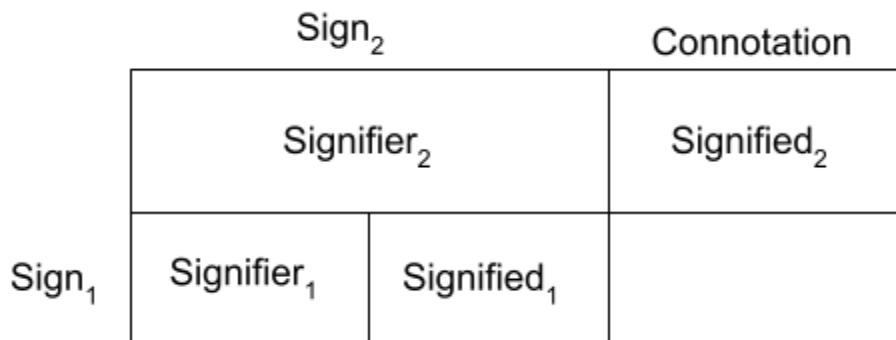 Sign₂ Connotation
Signifier₂ Signified₂
Sign₁ Signifier₁ Signified₁